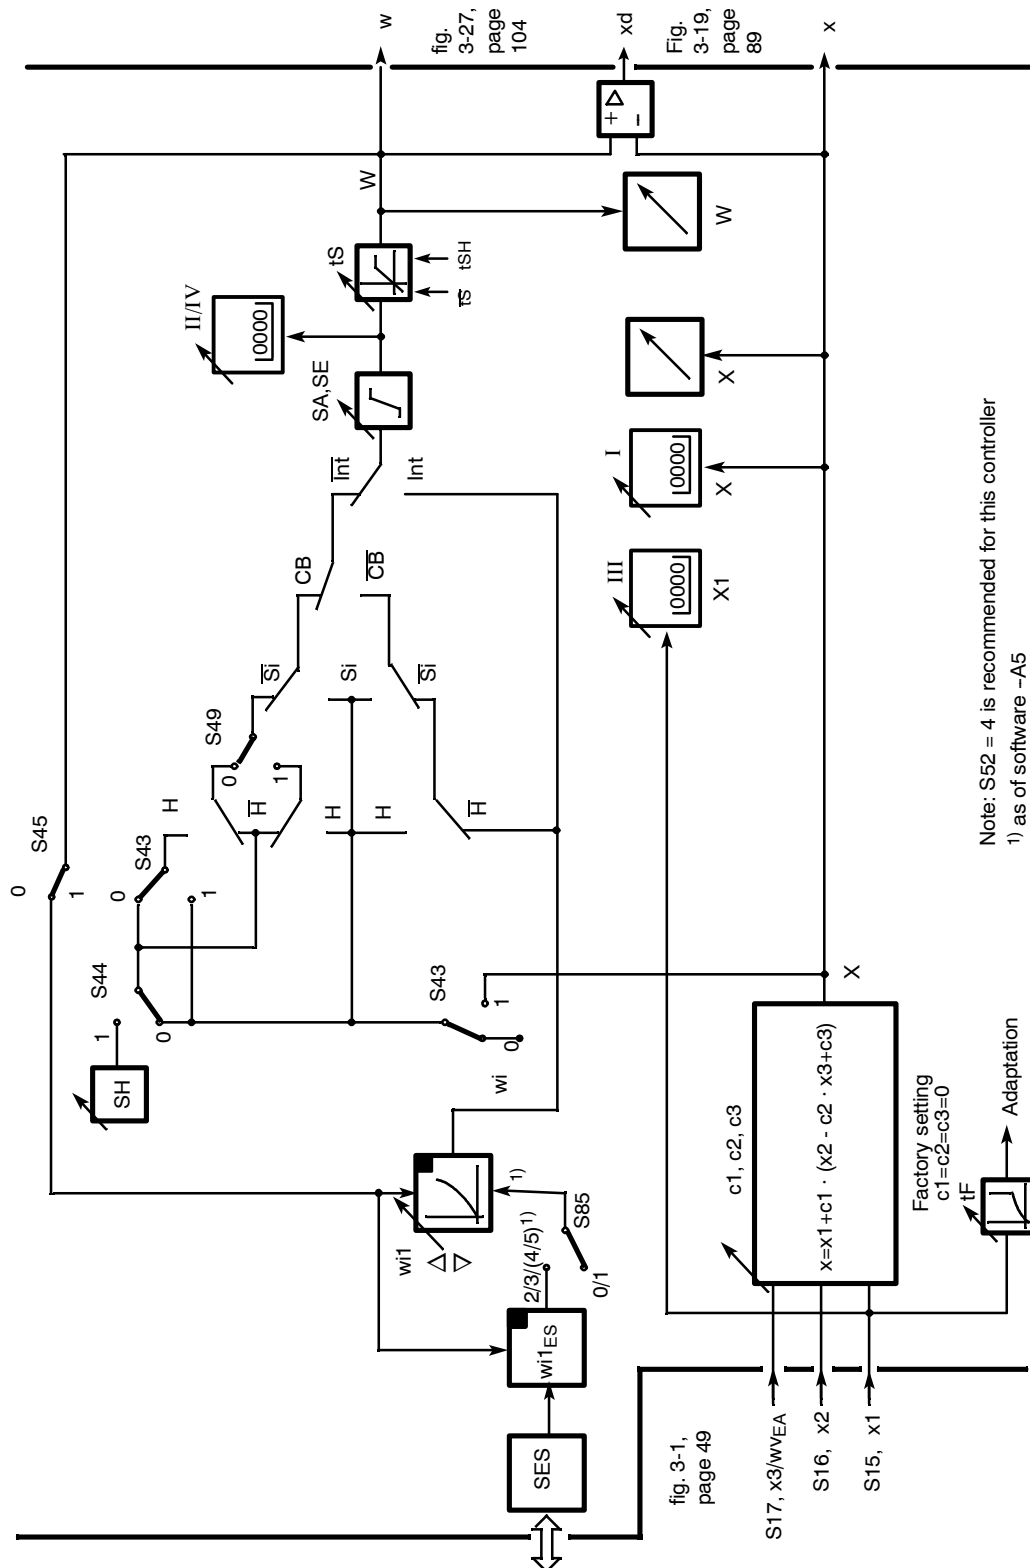 w
fig.
3-27,
page
104
xd
Fig.
3-19,
page
89
x
+
−
W
tS
tS
tSH
W
II/IV
0000
SA,SE
Int
Int
X
I
0000
X
III
0000
X1
CB
CB
Si
Si
Si
S49
0
1
H
H
H
H
H
S45
0
1
S43
0
1
S44
1
0
SH
S43
1
0
X
wi
wi1
1)
S85
2/3/(4/5)1)
0/1
wi1ES
SES
c1, c2, c3
x=x1+c1 · (x2 - c2 · x3+c3)
Factory setting
c1=c2=c3=0
tF
Adaptation
fig. 3-1,
page 49
S17, x3/wvEA
S16, x2
S15, x1
Note: S52 = 4 is recommended for this controller
1) as of software −A5